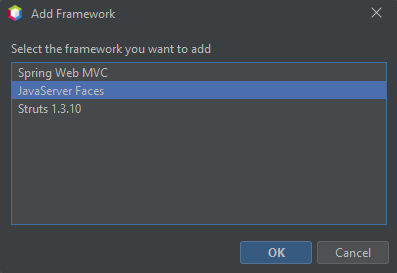 Add Framework
Select the framework you want to add
Spring Web MVC
JavaServer Faces
Struts 1.3.10
OK
Cancel